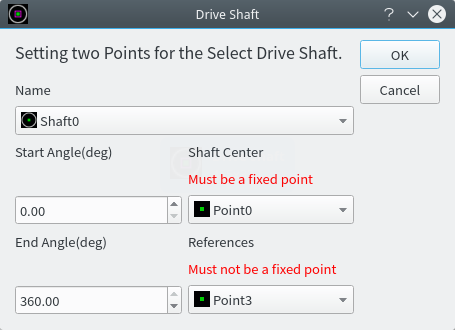 Drive Shaft
Setting two Points for the Select Drive Shaft.
OK
Name
Cancel
Shaft0
Start Angle(deg)
Shaft Center
Must be a fixed point
0.00
Point0
End Angle(deg)
References
Must not be a fixed point
360.00
Point3